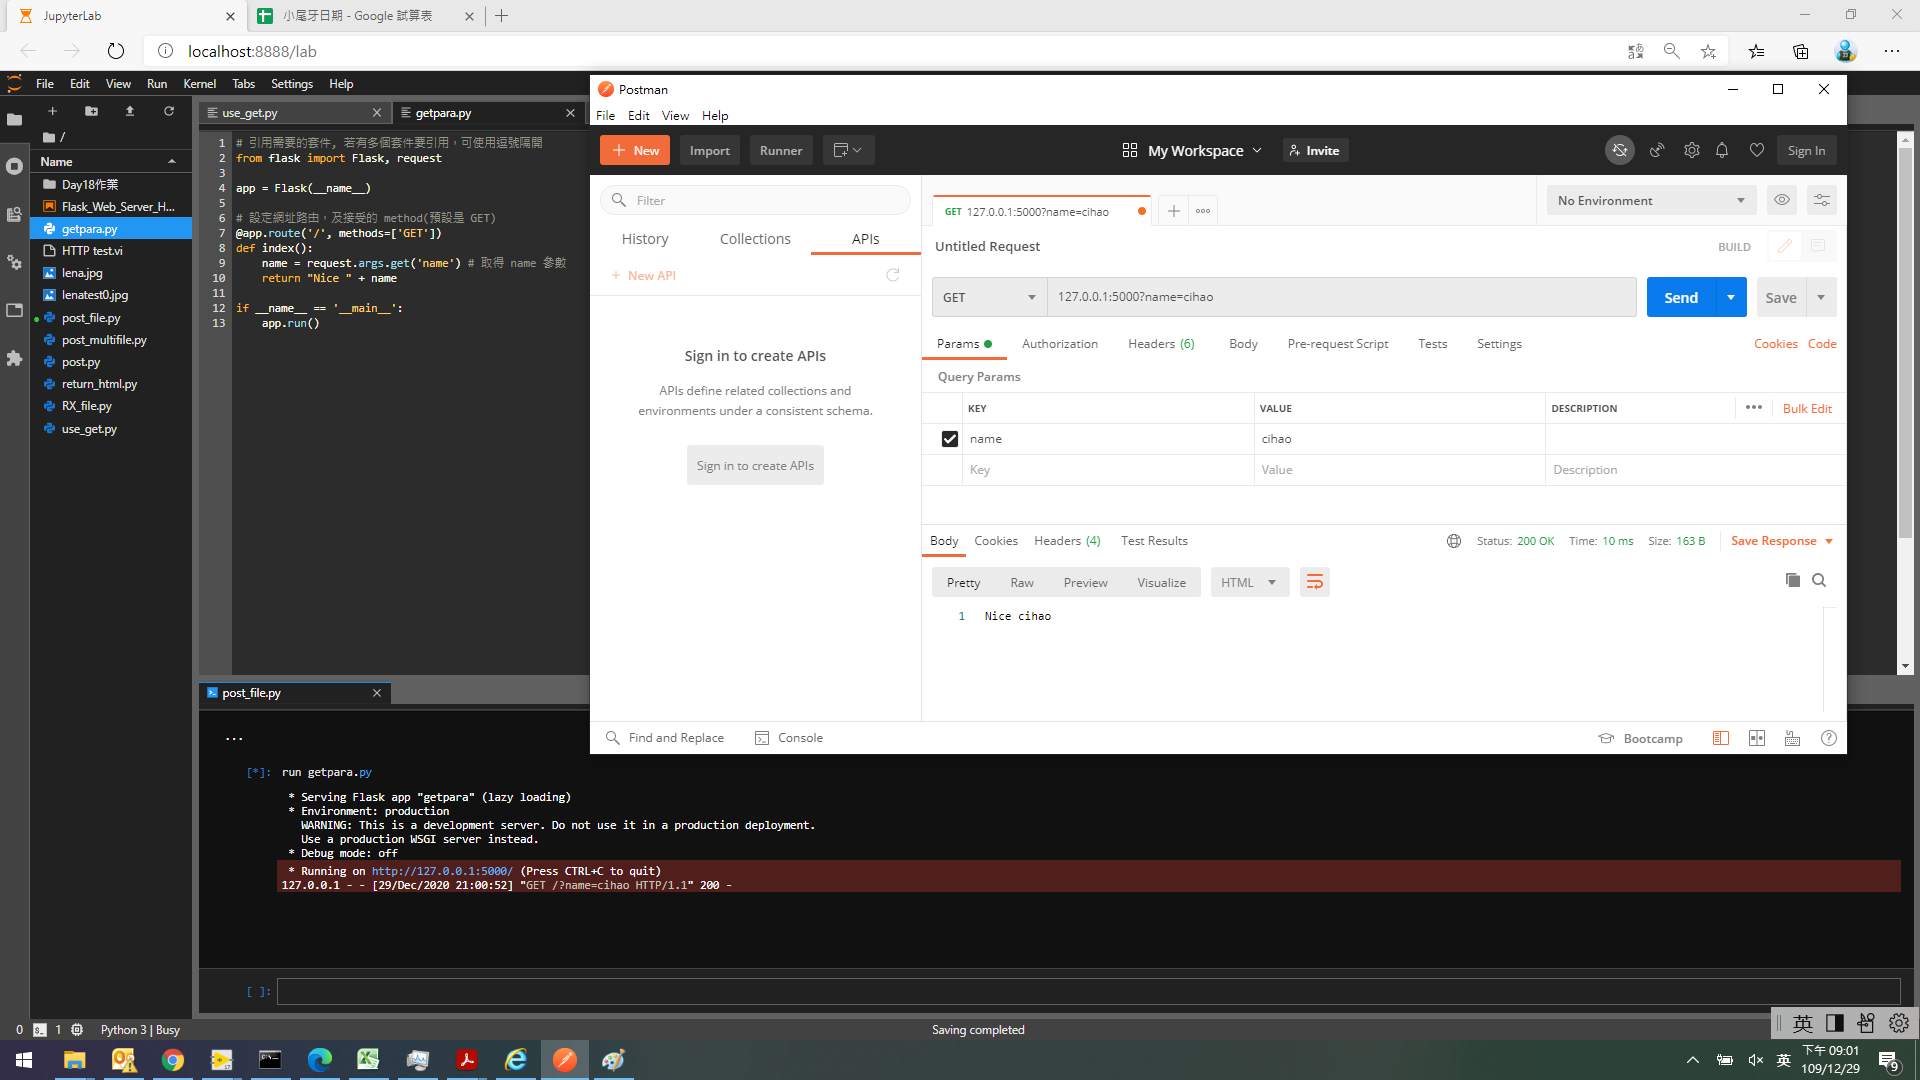 JupyterLab
小尾牙日期 - Google 試算表
localhost:8888/lab
File Edit View Run Kernel Tabs Settings Help
/
Name
Day18作業
Flask_Web_Server_H...
getpara.py
HTTP test.vi
lena.jpg
lenatest0.jpg
post_file.py
post_multifile.py
post.py
return_html.py
RX_file.py
use_get.py
use_get.py
getpara.py
1 # 引用需要的套件, 若有多個套件要引用，可使用逗號隔開
2 from flask import Flask, request
3
4 app = Flask(__name__)
5
6 # 設定網址路由，及接受的 method(預設是 GET)
7 @app.route('/', methods=['GET'])
8 def index():
9 name = request.args.get('name') # 取得 name 參數
10 return "Nice " + name
11
12 if __name__ == '__main__':
13 app.run()
Postman
File Edit View Help
New Import Runner
My Workspace
Invite
Sign In
Filter
History Collections APIs
+ New API
Sign in to create APIs
APIs define related collections and
environments under a consistent schema.
Sign in to create APIs
GET 127.0.0.1:5000?name=cihao
No Environment
Untitled Request
BUILD
GET 127.0.0.1:5000?name=cihao
Send Save
Params Authorization Headers (6) Body Pre-request Script Tests Settings Cookies Code
Query Params
KEY VALUE DESCRIPTION Bulk Edit
name cihao
Key Value Description
Body Cookies Headers (4) Test Results Status: 200 OK Time: 10 ms Size: 163 B Save Response
Pretty Raw Preview Visualize HTML
1 Nice cihao
Find and Replace Console Bootcamp
post_file.py
...
[*]: run getpara.py
* Serving Flask app "getpara" (lazy loading)
* Environment: production
WARNING: This is a development server. Do not use it in a production deployment.
Use a production WSGI server instead.
* Debug mode: off
* Running on http://127.0.0.1:5000/ (Press CTRL+C to quit)
127.0.0.1 - - [29/Dec/2020 21:00:52] "GET /?name=cihao HTTP/1.1" 200 -
[ ]:
0 1 Python 3 | Busy
Saving completed
英
英
下午 09:01
109/12/29
9